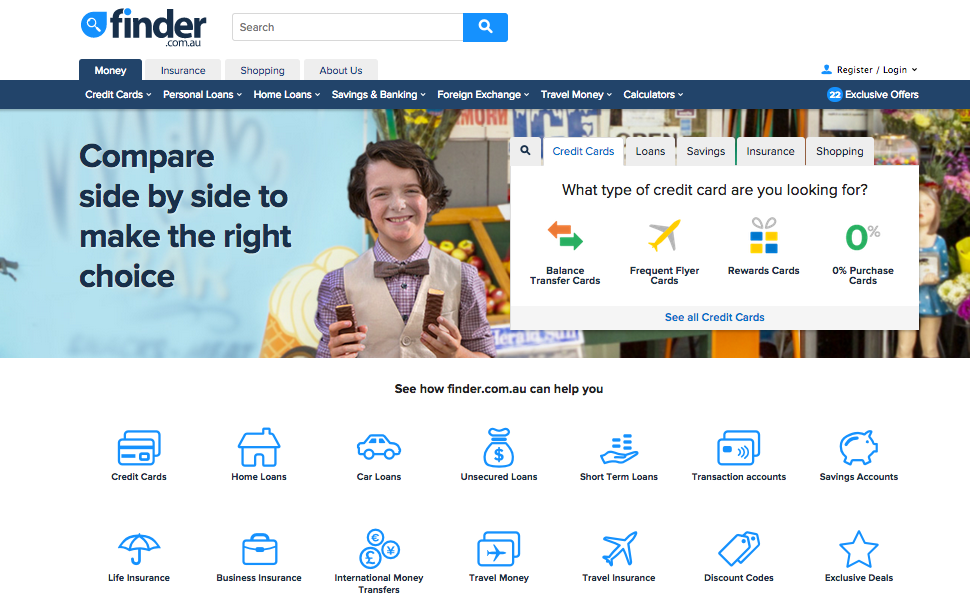 finder
.com.au
Search
Money Insurance Shopping About Us
Register / Login
Credit Cards Personal Loans Home Loans Savings & Banking Foreign Exchange Travel Money Calculators
22 Exclusive Offers
Compare
side by side to
make the right
choice
OPEN
Credit Cards Loans Savings Insurance Shopping
What type of credit card are you looking for?
0%
Balance
Transfer Cards
Frequent Flyer
Cards
Rewards Cards
0% Purchase
Cards
See all Credit Cards
Herald Sun
See how finder.com.au can help you
$
Credit Cards Home Loans Car Loans Unsecured Loans Short Term Loans Transaction accounts Savings Accounts
€
£ ¥
Life Insurance Business Insurance International Money
Transfers
Travel Money Travel Insurance Discount Codes Exclusive Deals